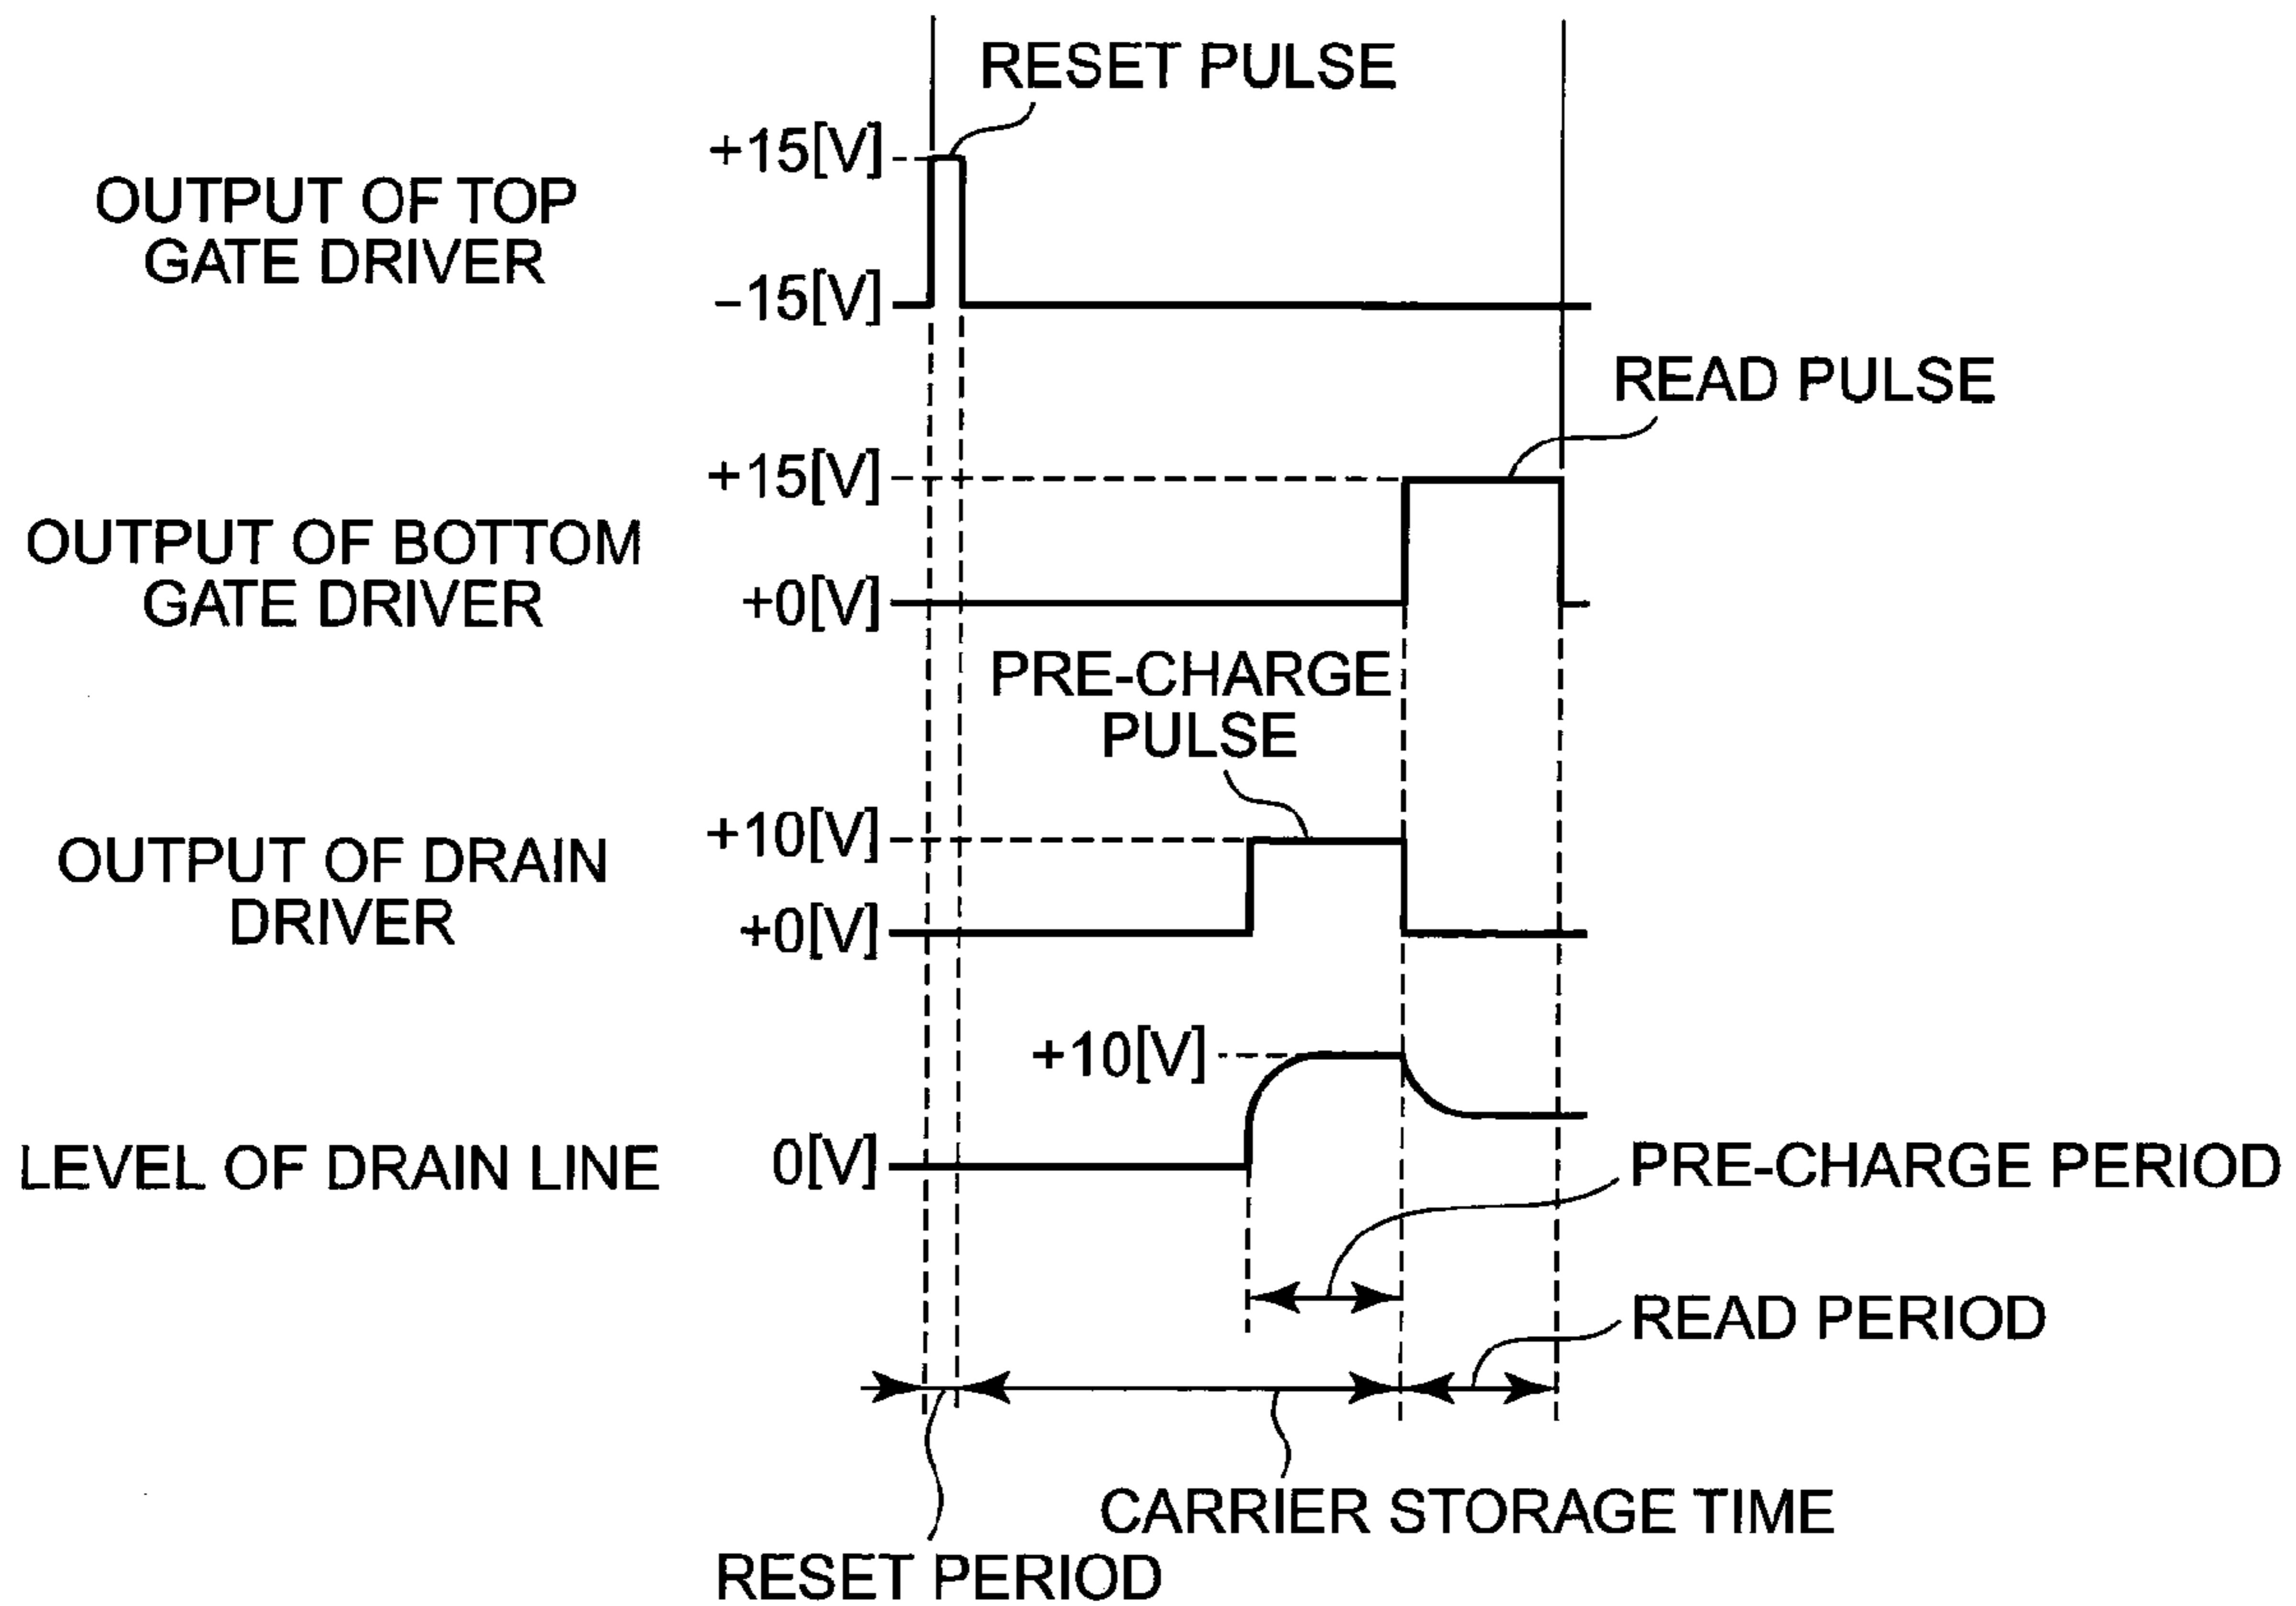 RESET PULSE
+15[V]
OUTPUT OF TOP
GATE DRIVER
−15[V]
READ PULSE
+15[V]
OUTPUT OF BOTTOM
GATE DRIVER
+0[V]
PRE-CHARGE
PULSE
+10[V]
OUTPUT OF DRAIN
DRIVER
+0[V]
+10[V]
LEVEL OF DRAIN LINE
0[V]
PRE-CHARGE PERIOD
READ PERIOD
CARRIER STORAGE TIME
RESET PERIOD